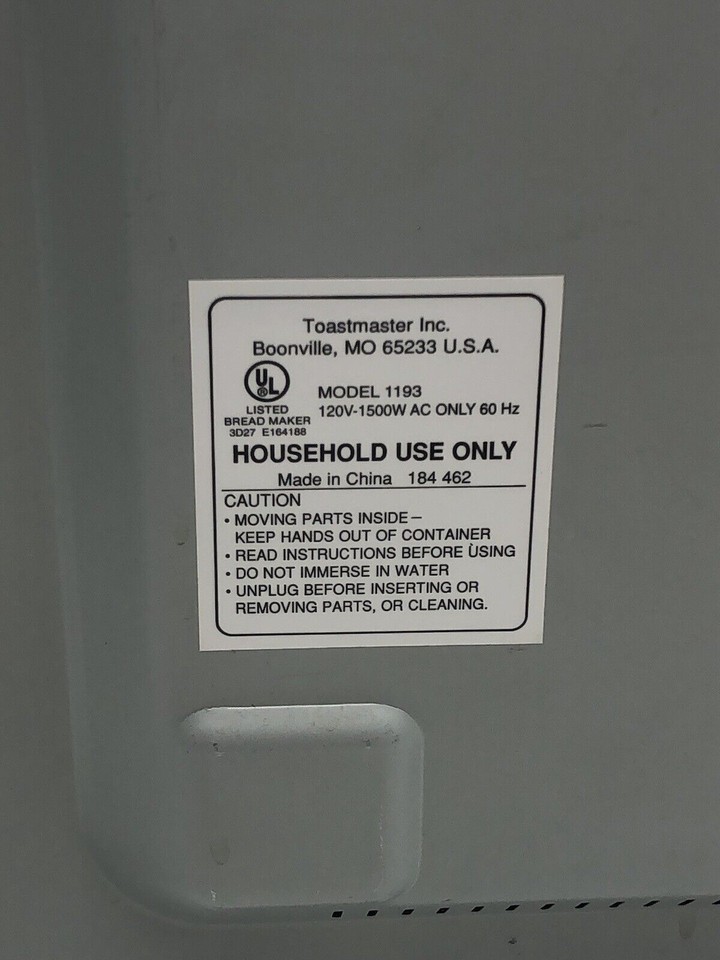 Toastmaster Inc.
Boonville, MO 65233 U.S.A.
UL
®
LISTED
BREAD MAKER
3D27 E164188
MODEL 1193
120V-1500W AC ONLY 60 Hz
HOUSEHOLD USE ONLY
Made in China 184 462
CAUTION
• MOVING PARTS INSIDE –
KEEP HANDS OUT OF CONTAINER
• READ INSTRUCTIONS BEFORE USING
• DO NOT IMMERSE IN WATER
• UNPLUG BEFORE INSERTING OR
REMOVING PARTS, OR CLEANING.